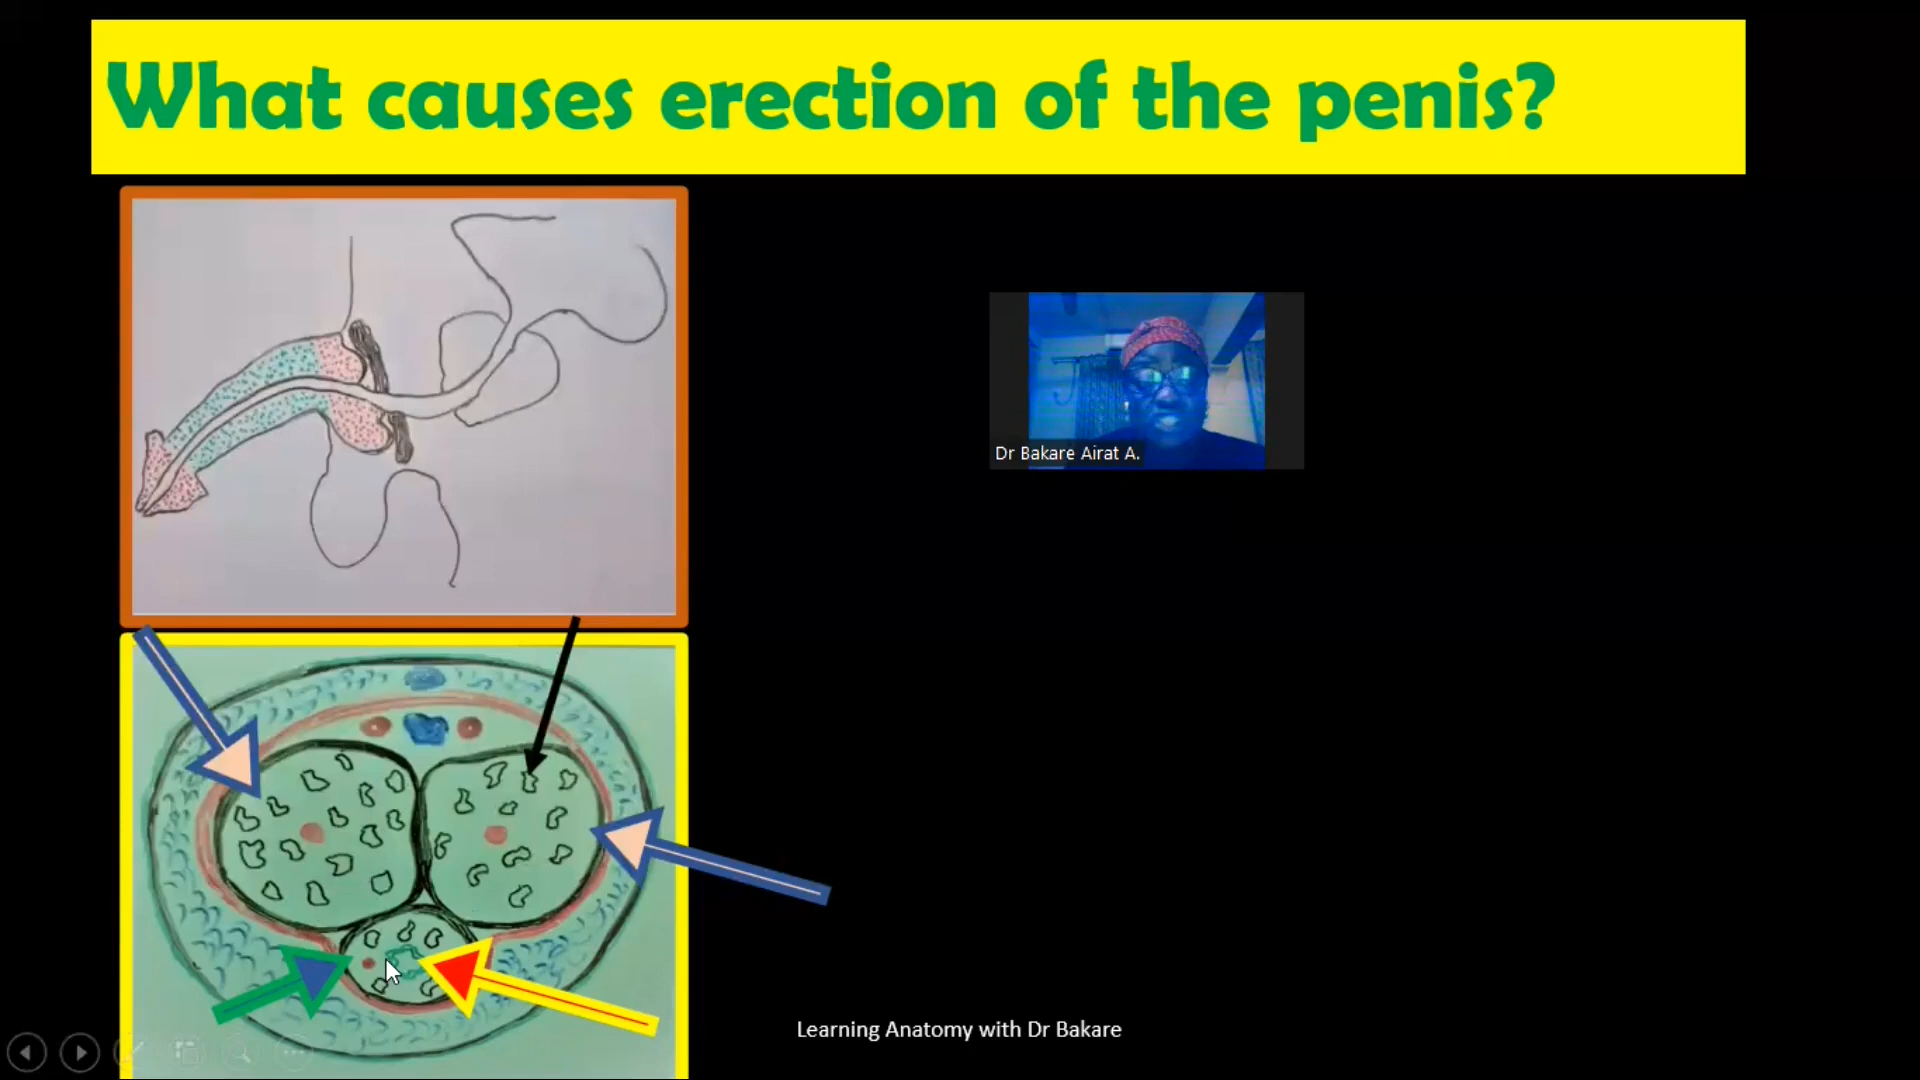 What causes erection of the penis?
Dr Bakare Airat A.
Learning Anatomy with Dr Bakare